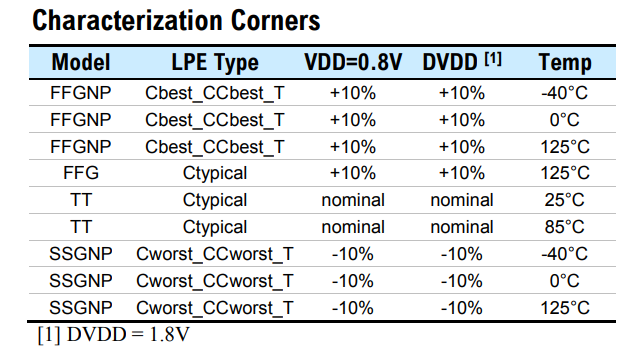 Characterization Corners
Model LPE Type VDD=0.8V DVDD [1] Temp
FFGNP Cbest_CCbest_T +10% +10% -40°C
FFGNP Cbest_CCbest_T +10% +10% 0°C
FFGNP Cbest_CCbest_T +10% +10% 125°C
FFG Ctypical +10% +10% 125°C
TT Ctypical nominal nominal 25°C
TT Ctypical nominal nominal 85°C
SSGNP Cworst_CCworst_T -10% -10% -40°C
SSGNP Cworst_CCworst_T -10% -10% 0°C
SSGNP Cworst_CCworst_T -10% -10% 125°C
[1] DVDD = 1.8V